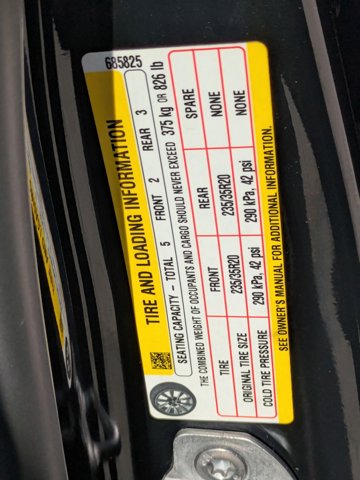 685825
TIRE AND LOADING INFORMATION
SEATING CAPACITY - TOTAL 5 FRONT 2 REAR 3
THE COMBINED WEIGHT OF OCCUPANTS AND CARGO SHOULD NEVER EXCEED 375 kg OR 826 lb
TIRE FRONT REAR SPARE
ORIGINAL TIRE SIZE 235/35R20 235/35R20 NONE
COLD TIRE PRESSURE 290 kPa, 42 psi 290 kPa, 42 psi NONE
SEE OWNER'S MANUAL FOR ADDITIONAL INFORMATION.